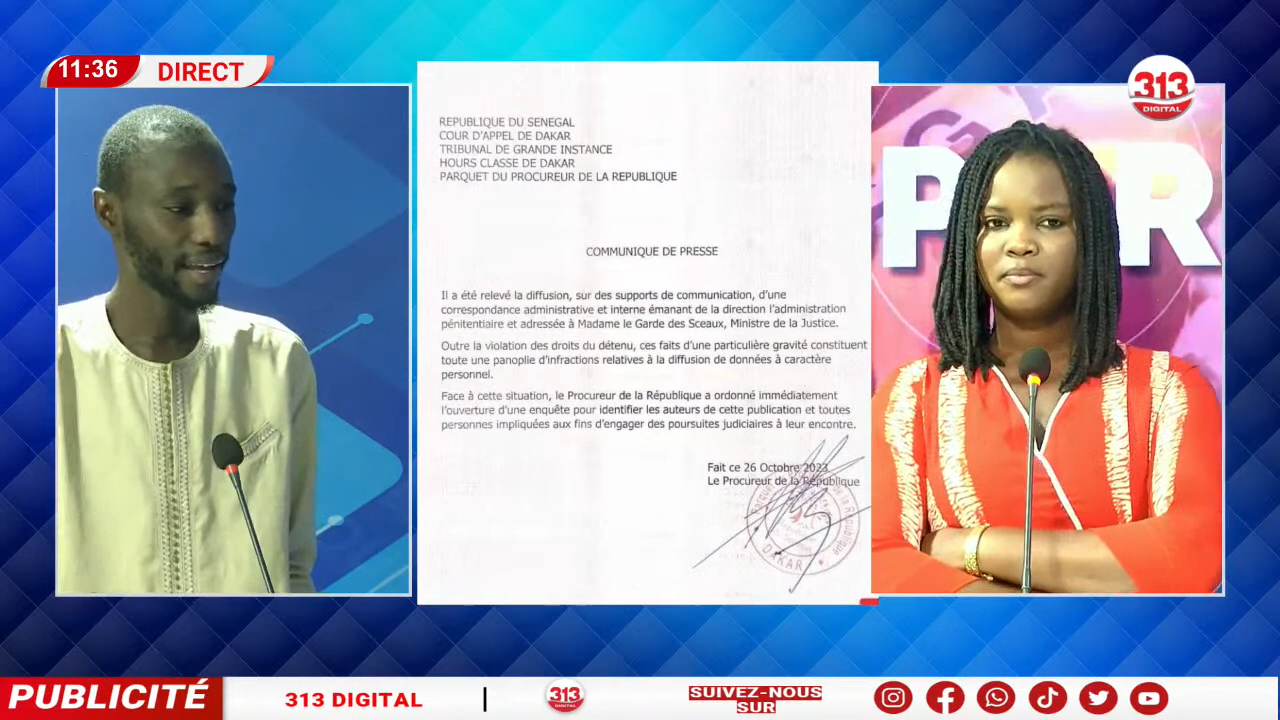 11:36 DIRECT
313
DIGITAL
P R
REPUBLIQUE DU SENEGAL
COUR D'APPEL DE DAKAR
TRIBUNAL DE GRANDE INSTANCE
HOURS CLASSE DE DAKAR
PARQUET DU PROCUREUR DE LA REPUBLIQUE
COMMUNIQUE DE PRESSE
Il a été relevé la diffusion, sur des supports de communication, d'une
correspondance administrative et interne émanant de la direction l'administration
pénitentiaire et adressée à Madame le Garde des Sceaux, Ministre de la Justice.
Outre la violation des droits du détenu, ces faits d'une particulière gravité constituent
toute une panoplie d'infractions relatives à la diffusion de données à caractère
personnel.
Face à cette situation, le Procureur de la République a ordonné immédiatement
l'ouverture d'une enquête pour identifier les auteurs de cette publication et toutes
personnes impliquées aux fins d'engager des poursuites judiciaires à leur encontre.
Fait ce 26 Octobre 2023
Le Procureur de la République
la République
DAKAR
PUBLICITÉ
313 DIGITAL
|
313
DIGITAL
SUIVEZ-NOUS
SUR